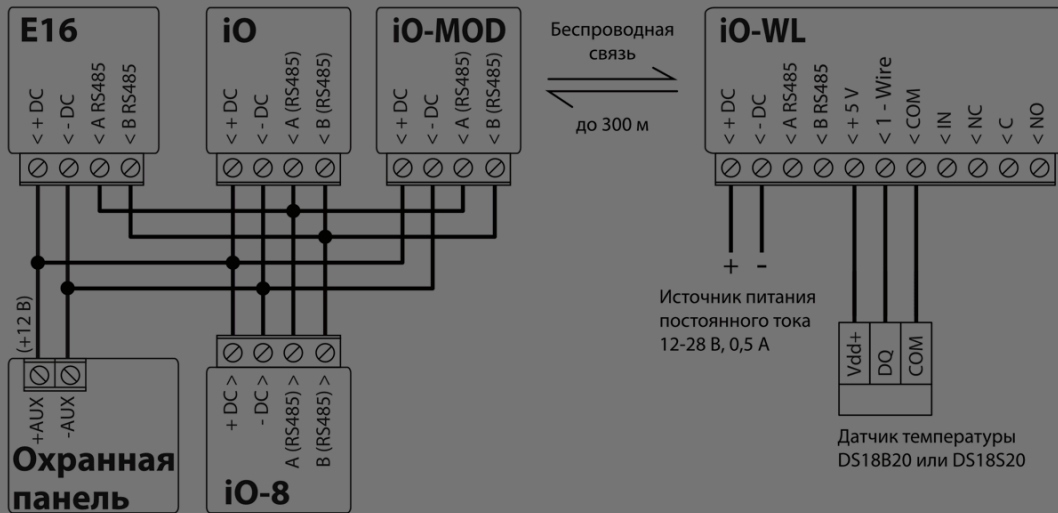 E16
< + DC
< - DC
< A RS485
< B RS485
iO
< + DC
< - DC
< A (RS485)
< B (RS485)
iO-MOD
< + DC
< - DC
< A (RS485)
< B (RS485)
Беспроводная
связь
до 300 м
iO-WL
< + DC
< - DC
< A RS485
< B RS485
< + 5 V
< 1 - Wire
< COM
< IN
< NC
< C
< NO
+ -
Источник питания
постоянного тока
12-28 В, 0,5 А
Vdd+
DQ
COM
Датчик температуры
DS18B20 или DS18S20
(+12 В)
+AUX
-AUX
Охранная
панель
+ DC >
- DC >
A (RS485) >
B (RS485) >
iO-8